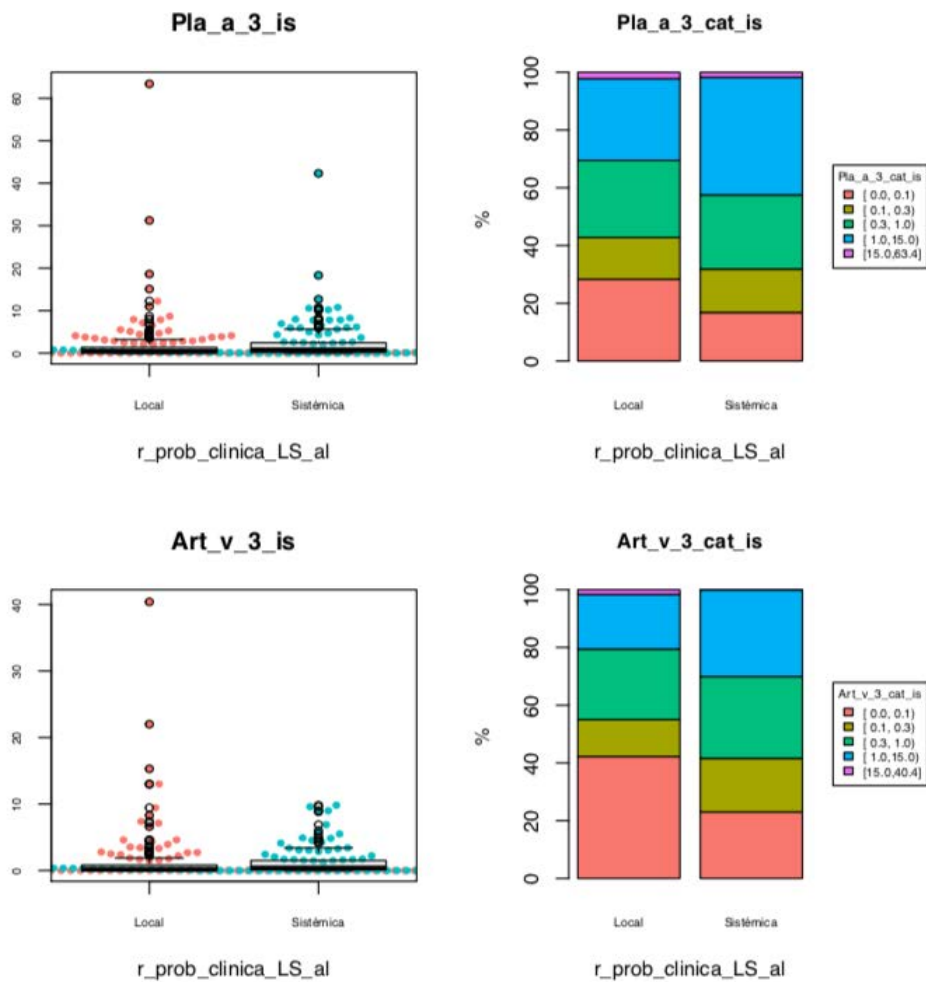 Pla_a_3_is
60
50
40
30
20
10
0
Local
Sistémica
r_prob_clinica_LS_al
Pla_a_3_cat_is
100
80
60
40
20
0
%
Local
Sistémica
r_prob_clinica_LS_al
Pla_a_3_cat_is
[ 0.0, 0.1)
[ 0.1, 0.3)
[ 0.3, 1.0)
[ 1.0,15.0)
[15.0,63.4]
Art_v_3_is
40
30
20
10
0
Local
Sistémica
r_prob_clinica_LS_al
Art_v_3_cat_is
100
80
60
40
20
0
%
Local
Sistémica
r_prob_clinica_LS_al
Art_v_3_cat_is
[ 0.0, 0.1)
[ 0.1, 0.3)
[ 0.3, 1.0)
[ 1.0,15.0)
[15.0,40.4]